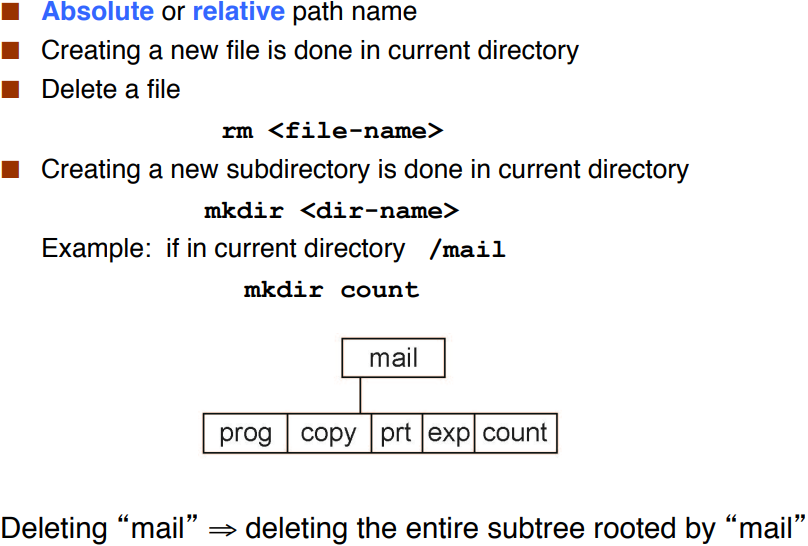 Absolute or relative path name
Creating a new file is done in current directory
Delete a file
rm <file-name>
Creating a new subdirectory is done in current directory
mkdir <dir-name>
Example: if in current directory /mail
mkdir count
mail
prog copy prt exp count
Deleting “mail” ⇒ deleting the entire subtree rooted by “mail”